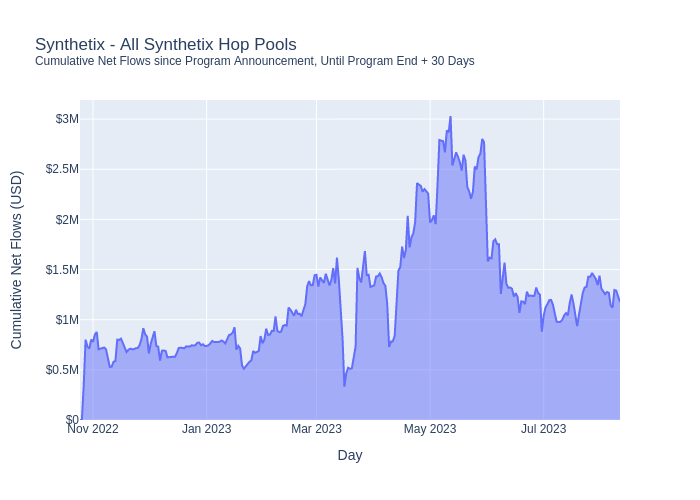 Synthetix - All Synthetix Hop Pools
Cumulative Net Flows since Program Announcement, Until Program End + 30 Days
Cumulative Net Flows (USD)
$3M
$2.5M
$2M
$1.5M
$1M
$0.5M
$0
Nov 2022
Jan 2023
Mar 2023
May 2023
Jul 2023
Day